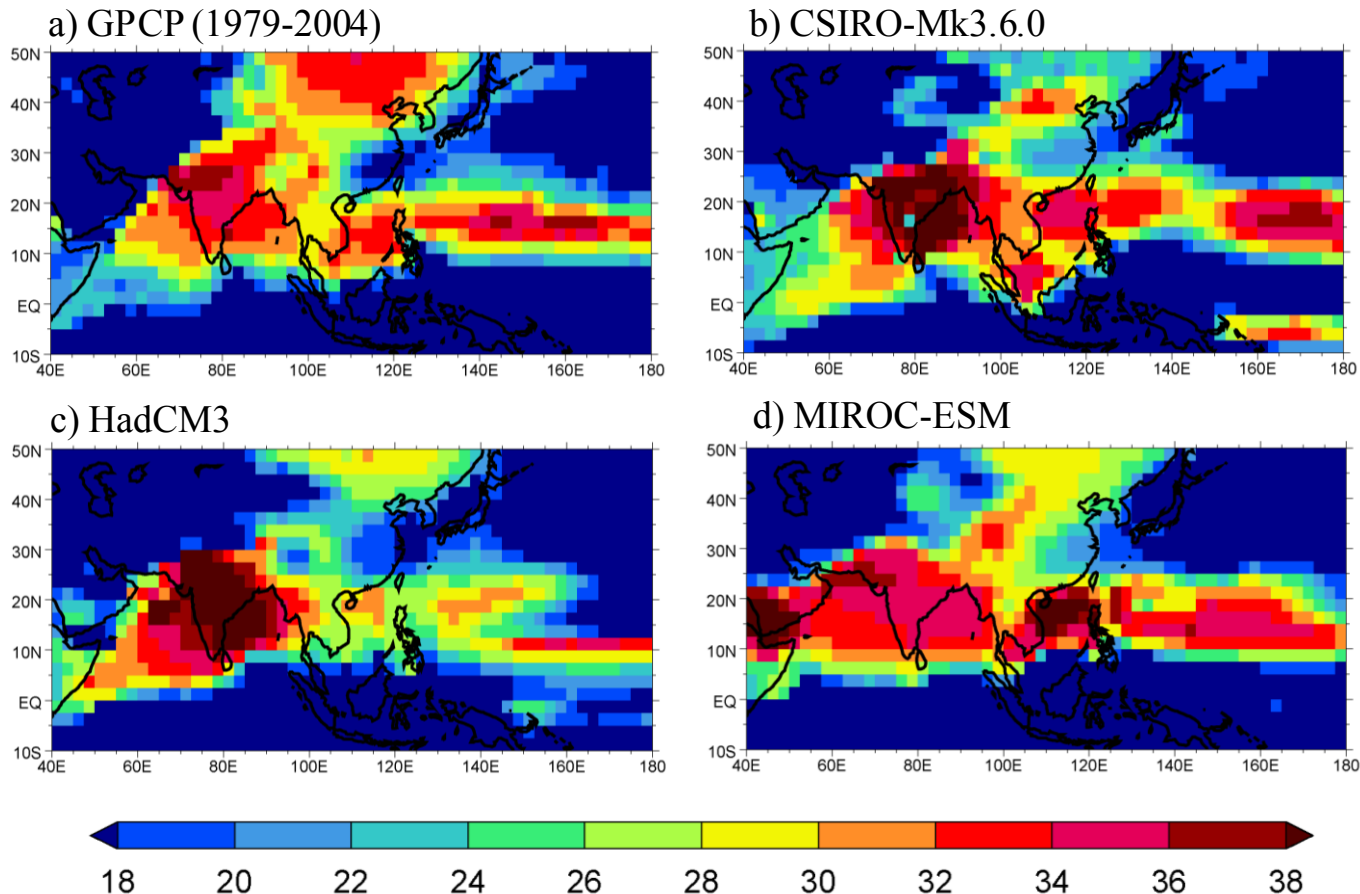 a) GPCP (1979-2004)
b) CSIRO-Mk3.6.0
50N
40N
30N
20N
10N
EQ
10S
40E 60E 80E 100E 120E 140E 160E 180
50N
40N
30N
20N
10N
EQ
10S
40E 60E 80E 100E 120E 140E 160E 180
c) HadCM3
d) MIROC-ESM
50N
40N
30N
20N
10N
EQ
10S
40E 60E 80E 100E 120E 140E 160E 180
50N
40N
30N
20N
10N
EQ
10S
40E 60E 80E 100E 120E 140E 160E 180
18 20 22 24 26 28 30 32 34 36 38